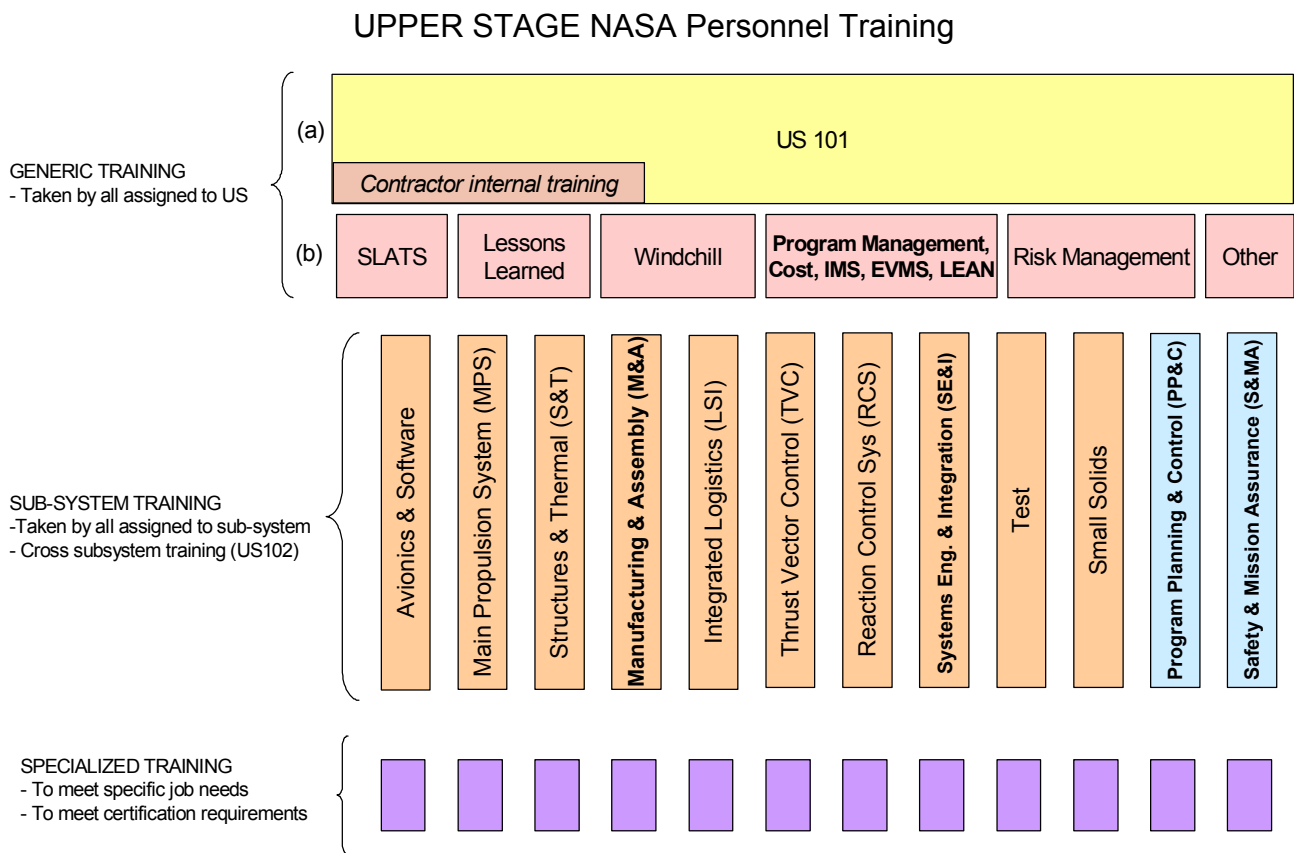 UPPER STAGE NASA Personnel Training
(a)
US 101
GENERIC TRAINING
- Taken by all assigned to US
Contractor internal training
(b)
SLATS
Lessons
Learned
Windchill
Program Management,
Cost, IMS, EVMS, LEAN
Risk Management
Other
SUB-SYSTEM TRAINING
-Taken by all assigned to sub-system
- Cross subsystem training (US102)
Avionics & Software
Main Propulsion System (MPS)
Structures & Thermal (S&T)
Manufacturing & Assembly (M&A)
Integrated Logistics (LSI)
Thrust Vector Control (TVC)
Reaction Control Sys (RCS)
Systems Eng. & Integration (SE&I)
Test
Small Solids
Program Planning & Control (PP&C)
Safety & Mission Assurance (S&MA)
SPECIALIZED TRAINING
- To meet specific job needs
- To meet certification requirements